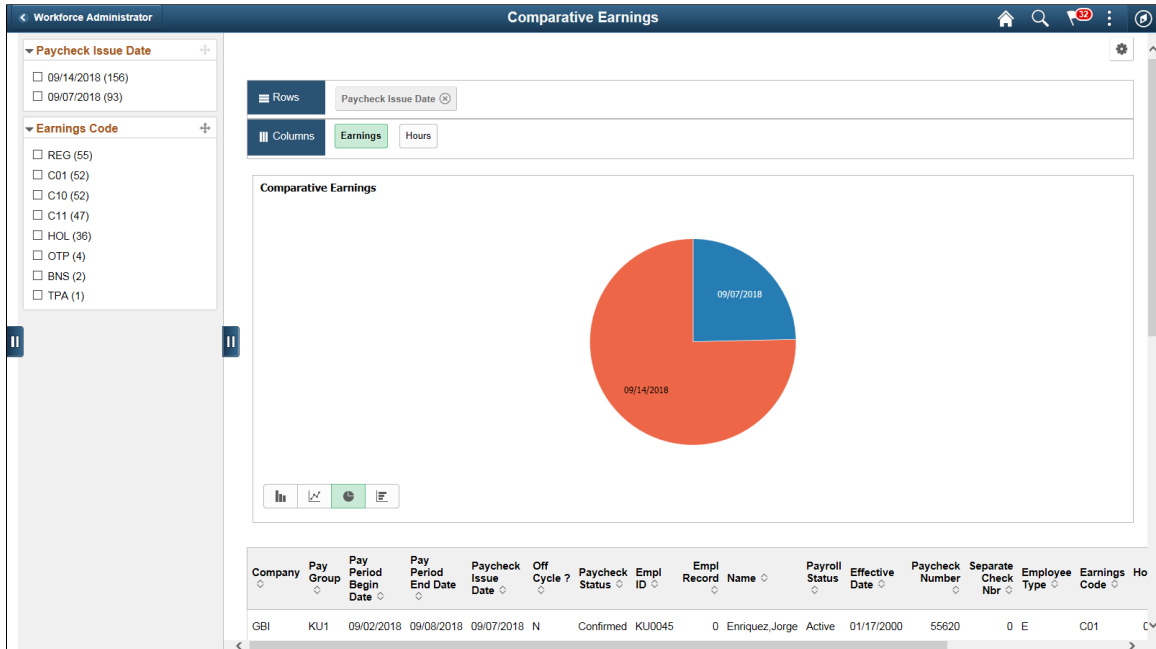 Workforce Administrator
Comparative Earnings
32
Paycheck Issue Date
09/14/2018 (156)
09/07/2018 (93)
Earnings Code
REG (55)
C01 (52)
C10 (52)
C11 (47)
HOL (36)
OTP (4)
BNS (2)
TPA (1)
Rows
Paycheck Issue Date
Columns
Earnings
Hours
Comparative Earnings
09/07/2018
09/14/2018
Company
Pay Group
Pay Period Begin Date
Pay Period End Date
Paycheck Issue Date
Off Cycle ?
Paycheck Status
Empl ID
Empl Record
Name
Payroll Status
Effective Date
Paycheck Number
Separate Check Nbr
Employee Type
Earnings Code
Ho
GBI KU1 09/02/2018 09/08/2018 09/07/2018 N Confirmed KU0045 0 Enriquez,Jorge Active 01/17/2000 55620 0 E C01